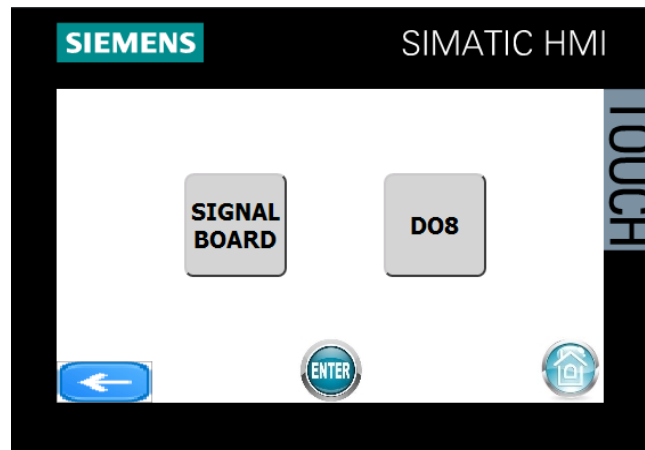 SIEMENS
SIMATIC HMI
TOUCH
SIGNAL
BOARD
DO8
ENTER